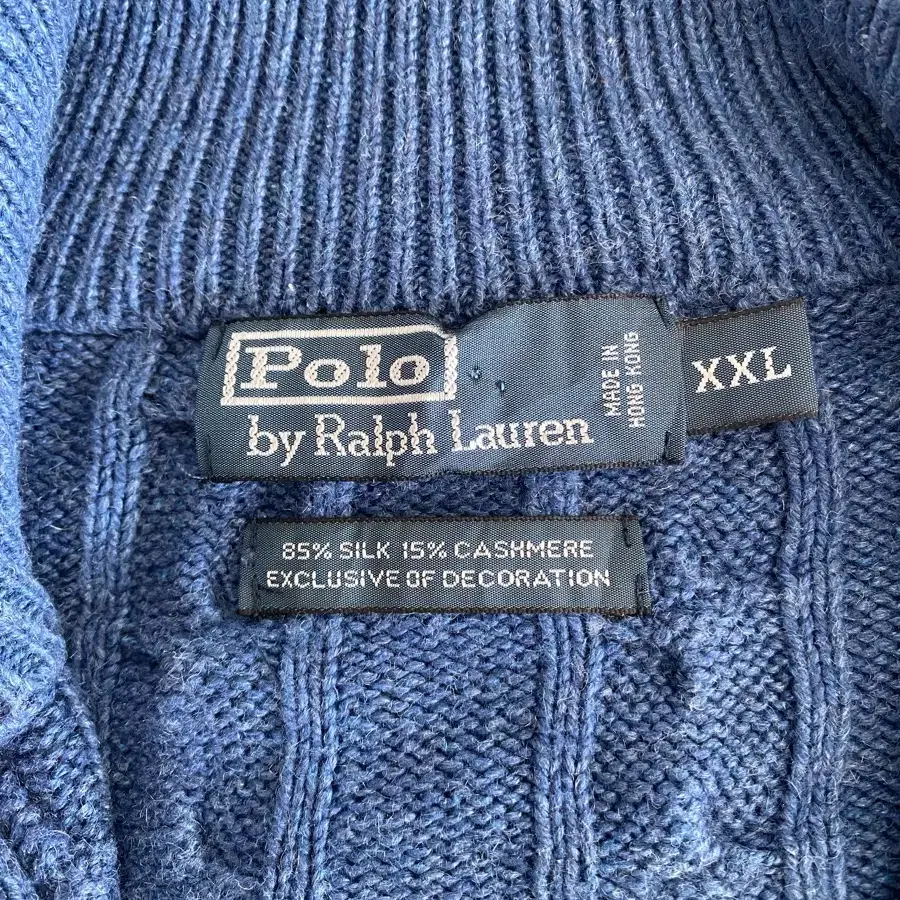 Polo
by Ralph Lauren
MADE IN
HONG KONG
XXL
85% SILK 15% CASHMERE
EXCLUSIVE OF DECORATION